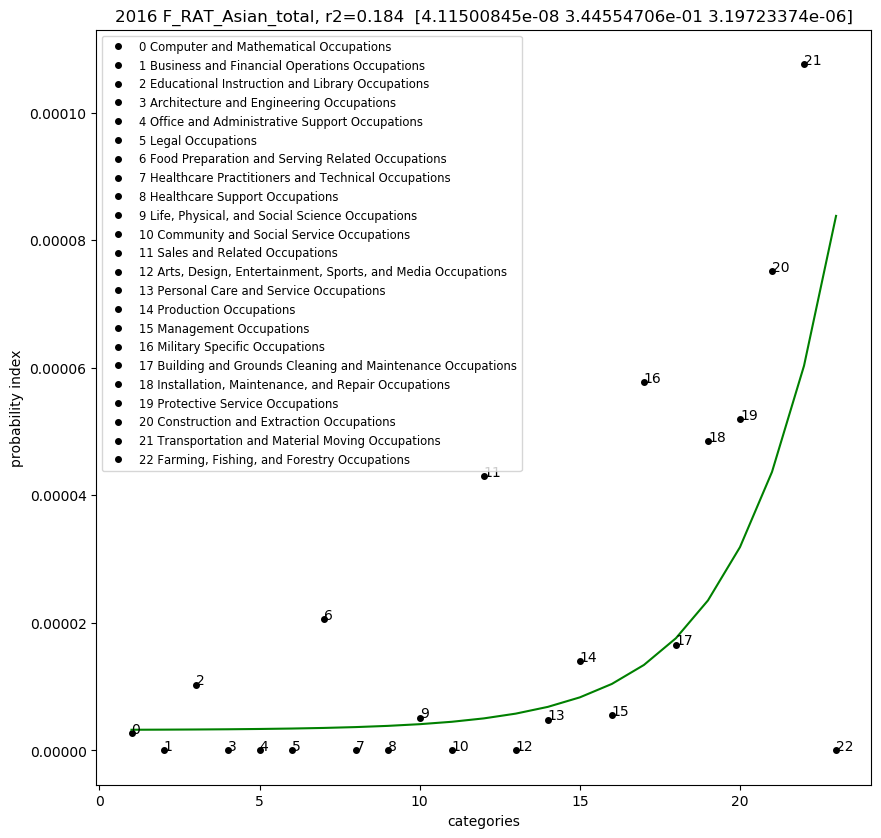 2016 F_RAT_Asian_total, r2=0.184 [4.11500845e-08 3.44554706e-01 3.19723374e-06]
0 Computer and Mathematical Occupations
1 Business and Financial Operations Occupations
2 Educational Instruction and Library Occupations
3 Architecture and Engineering Occupations
4 Office and Administrative Support Occupations
5 Legal Occupations
6 Food Preparation and Serving Related Occupations
7 Healthcare Practitioners and Technical Occupations
8 Healthcare Support Occupations
9 Life, Physical, and Social Science Occupations
10 Community and Social Service Occupations
11 Sales and Related Occupations
12 Arts, Design, Entertainment, Sports, and Media Occupations
13 Personal Care and Service Occupations
14 Production Occupations
15 Management Occupations
16 Military Specific Occupations
17 Building and Grounds Cleaning and Maintenance Occupations
18 Installation, Maintenance, and Repair Occupations
19 Protective Service Occupations
20 Construction and Extraction Occupations
21 Transportation and Material Moving Occupations
22 Farming, Fishing, and Forestry Occupations
probability index
0.00010
0.00008
0.00006
0.00004
0.00002
0.00000
21
20
16
19
18
11
6
17
14
2
9
15
13
0
1
3
4
5
7
8
10
12
22
0
5
10
15
20
categories